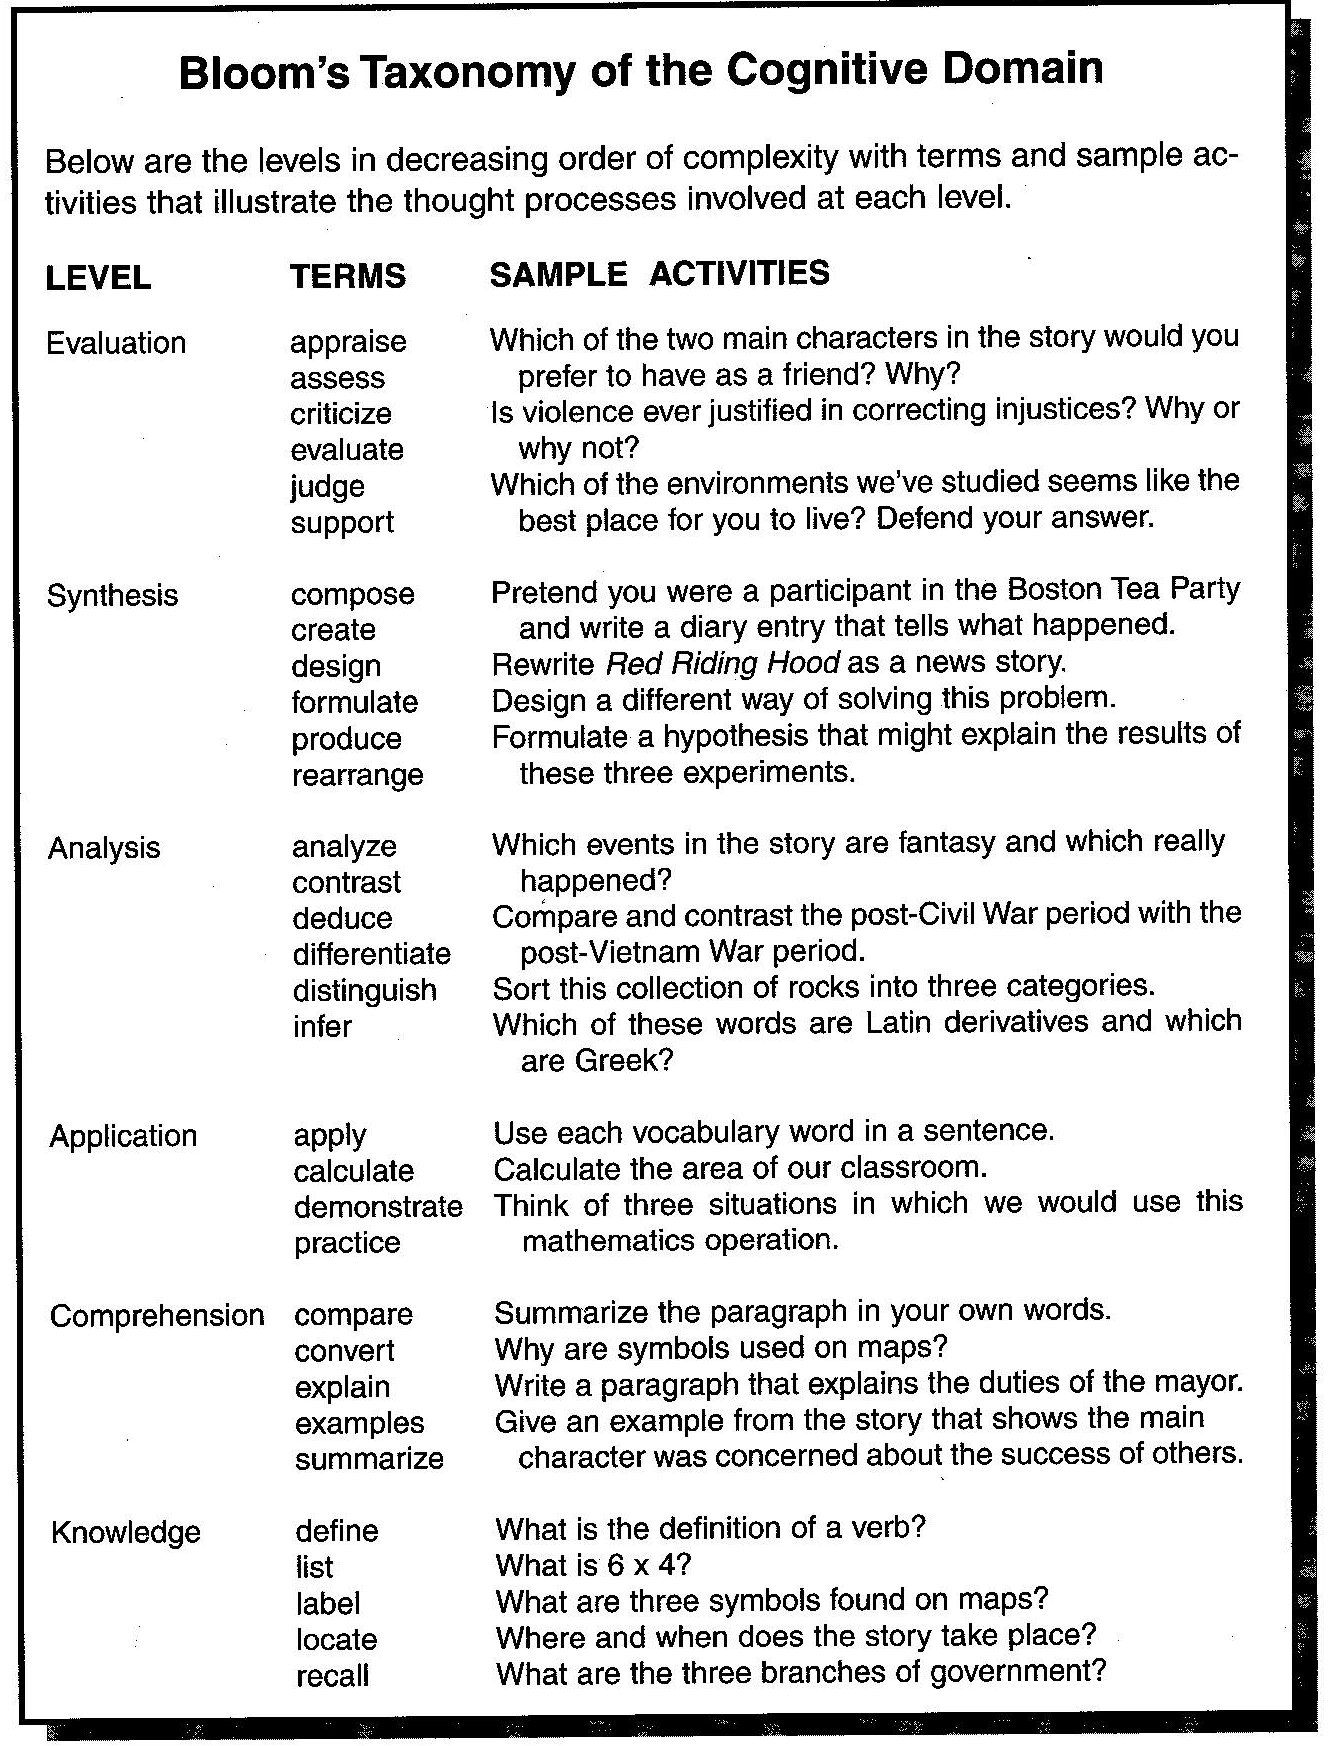 Bloom's Taxonomy of the Cognitive Domain
Below are the levels in decreasing order of complexity with terms and sample ac-
tivities that illustrate the thought processes involved at each level.
LEVEL TERMS SAMPLE ACTIVITIES
Evaluation appraise Which of the two main characters in the story would you
assess prefer to have as a friend? Why?
criticize Is violence ever justified in correcting injustices? Why or
evaluate why not?
judge Which of the environments we've studied seems like the
support best place for you to live? Defend your answer.
Synthesis compose Pretend you were a participant in the Boston Tea Party
create and write a diary entry that tells what happened.
design Rewrite Red Riding Hood as a news story.
formulate Design a different way of solving this problem.
produce Formulate a hypothesis that might explain the results of
rearrange these three experiments.
Analysis analyze Which events in the story are fantasy and which really
contrast happened?
deduce Compare and contrast the post-Civil War period with the
differentiate post-Vietnam War period.
distinguish Sort this collection of rocks into three categories.
infer Which of these words are Latin derivatives and which
are Greek?
Application apply Use each vocabulary word in a sentence.
calculate Calculate the area of our classroom.
demonstrate Think of three situations in which we would use this
practice mathematics operation.
Comprehension compare Summarize the paragraph in your own words.
convert Why are symbols used on maps?
explain Write a paragraph that explains the duties of the mayor.
examples Give an example from the story that shows the main
summarize character was concerned about the success of others.
Knowledge define What is the definition of a verb?
list What is 6 x 4?
label What are three symbols found on maps?
locate Where and when does the story take place?
recall What are the three branches of government?